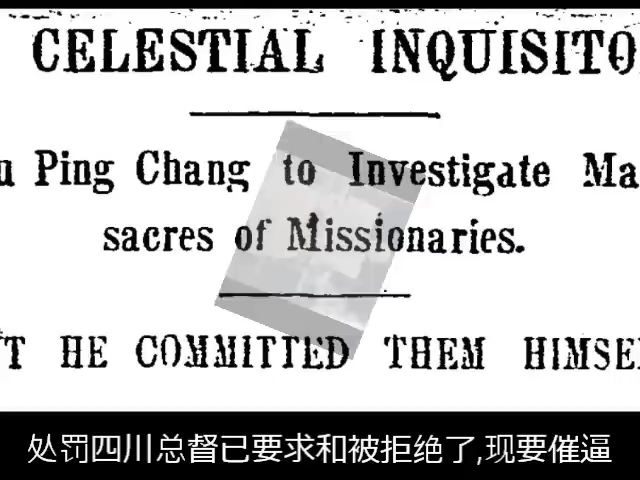 CELESTIAL INQUISITO
Ping Chang to Investigate Ma
sacres of Missionaries.
T HE COMMITTED THEM HIMSE
处罚四川总督已要求和被拒绝了,现要催逼